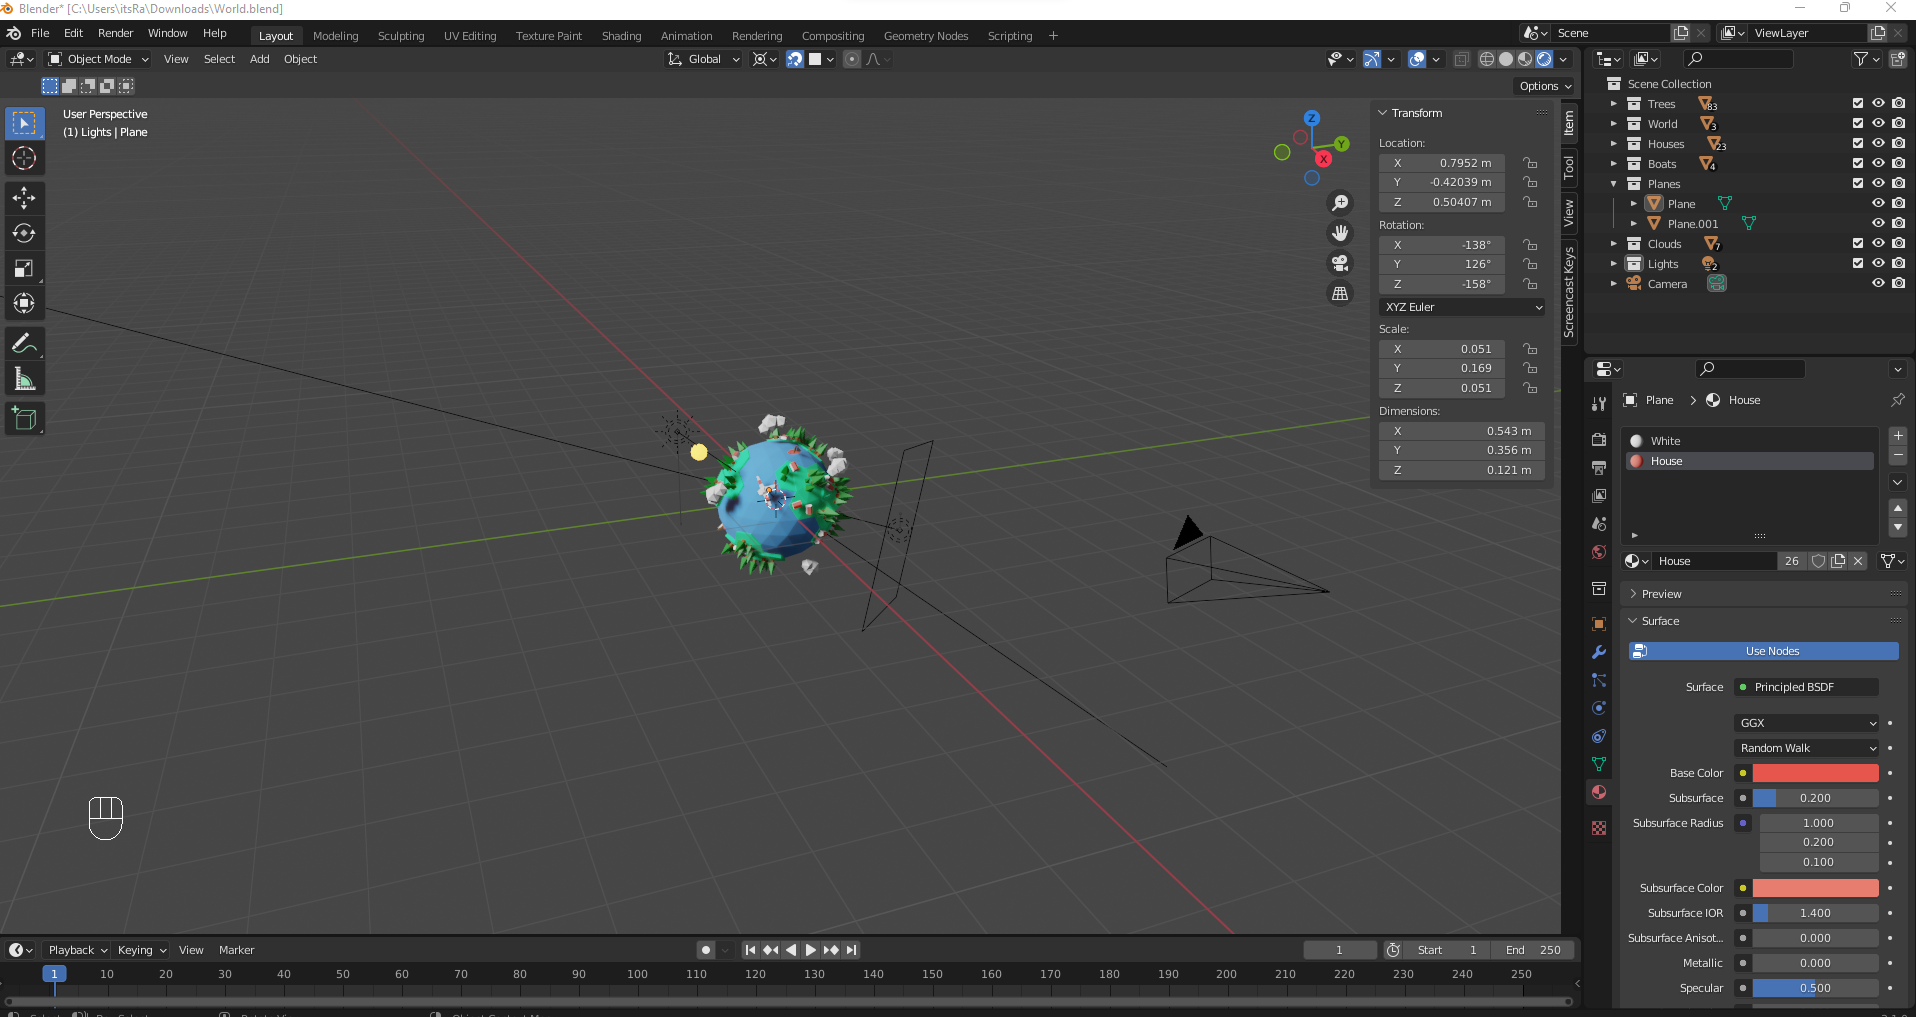 Blender* [C:\Users\itsRa\Downloads\World.blend]
File Edit Render Window Help Layout Modeling Sculpting UV Editing Texture Paint Shading Animation Rendering Compositing Geometry Nodes Scripting + Scene ViewLayer
Object Mode View Select Add Object Global
Options
User Perspective
(1) Lights | Plane
Z
Y
X
Transform
Location:
X 0.7952 m
Y -0.42039 m
Z 0.50407 m
Rotation:
X -138°
Y 126°
Z -158°
XYZ Euler
Scale:
X 0.051
Y 0.169
Z 0.051
Dimensions:
X 0.543 m
Y 0.356 m
Z 0.121 m
Item
Tool
View
Screencast Keys
Scene Collection
Trees 83
World 3
Houses 23
Boats 4
Planes
Plane
Plane.001
Clouds 7
Lights 2
Camera
Plane > House
White
House
House 26
Preview
Surface
Use Nodes
Surface Principled BSDF
GGX
Random Walk
Base Color
Subsurface 0.200
Subsurface Radius 1.000
0.200
0.100
Subsurface Color
Subsurface IOR 1.400
Subsurface Anisot... 0.000
Metallic 0.000
Specular 0.500
Playback Keying View Marker 1 Start 1 End 250
1 10 20 30 40 50 60 70 80 90 100 110 120 130 140 150 160 170 180 190 200 210 220 230 240 250